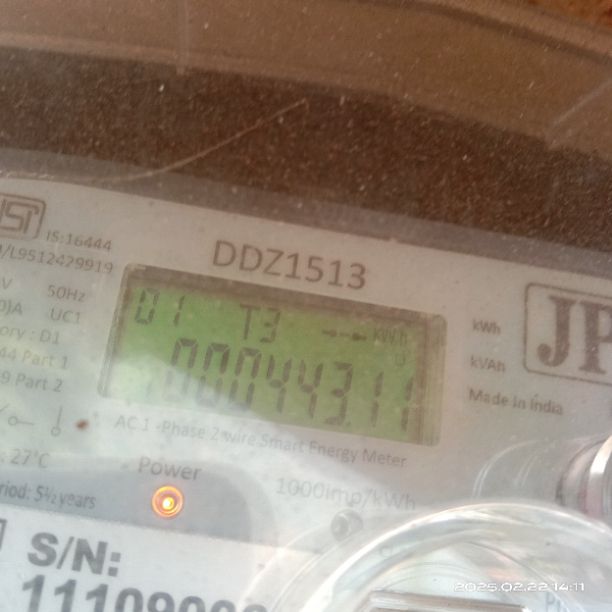 IS:16444
/L9512429919
DDZ1513
V 50Hz
UC1
ory : D1
44 Part 1
9 Part 2
01 T3 kWh
000443.11
kWh
kVAh
JP
Made in India
AC 1 -Phase 2 wire Smart Energy Meter
: 27°C
Power
1000imp/kWh
riod: 5½ years
S/N:
2025.02.22 14:11